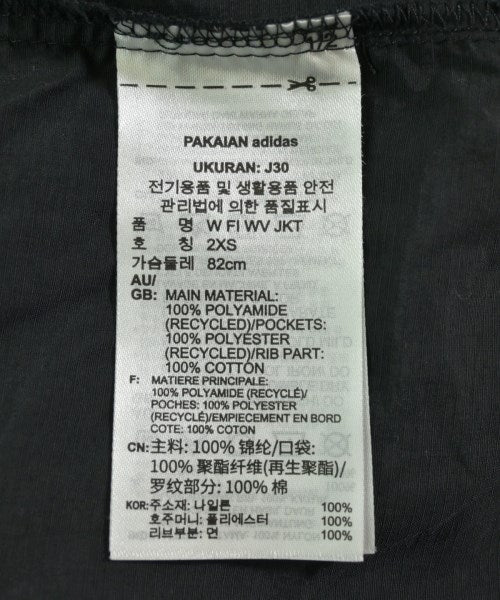 1/2
PAKAIAN adidas
UKURAN: J30
전기용품 및 생활용품 안전
관리법에 의한 품질표시
품 명 W FI WV JKT
호 칭 2XS
가슴둘레 82cm
AU/
GB: MAIN MATERIAL:
100% POLYAMIDE
(RECYCLED)/POCKETS:
100% POLYESTER
(RECYCLED)/RIB PART:
100% COTTON
F: MATIERE PRINCIPALE:
100% POLYAMIDE (RECYCLÉ)/
POCHES: 100% POLYESTER
(RECYCLÉ)/EMPIECEMENT EN BORD
COTE: 100% COTON
CN: 主料: 100% 锦纶/口袋:
100% 聚酯纤维(再生聚酯)/
罗纹部分: 100% 棉
KOR: 주소재: 나일론 100%
호주머니: 폴리에스터 100%
리브부분: 면 100%